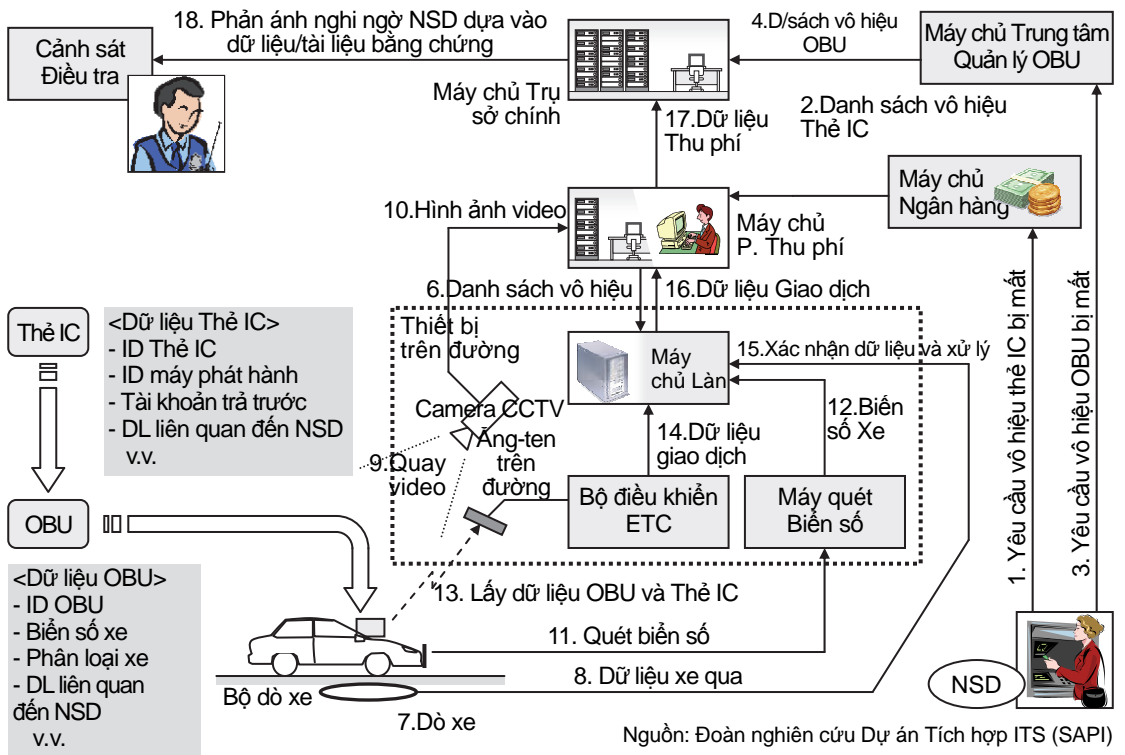 18. Phản ánh nghi ngờ NSD dựa vào
dữ liệu/tài liệu bằng chứng
Cảnh sát
Điều tra
4.D/sách vô hiệu
OBU
Máy chủ Trung tâm
Quản lý OBU
Máy chủ Trụ
sở chính
17.Dữ liệu
Thu phí
2.Danh sách vô hiệu
Thẻ IC
Máy chủ
Ngân hàng
10.Hình ảnh video
Máy chủ
P. Thu phí
6.Danh sách vô hiệu
16.Dữ liệu Giao dịch
1. Yêu cầu vô hiệu thẻ IC bị mất
3. Yêu cầu vô hiệu OBU bị mất
Thẻ IC
<Dữ liệu Thẻ IC>
- ID Thẻ IC
- ID máy phát hành
- Tài khoản trả trước
- DL liên quan đến NSD
v.v.
Thiết bị
trên đường
Máy
chủ Làn
15.Xác nhận dữ liệu và xử lý
Camera CCTV
12.Biển
số Xe
14.Dữ liệu
giao dịch
9.Quay
video
Ăng-ten
trên
đường
Bộ điều khiển
ETC
Máy quét
Biển số
OBU
<Dữ liệu OBU>
- ID OBU
- Biển số xe
- Phân loại xe
- DL liên quan
đến NSD
v.v.
13. Lấy dữ liệu OBU và Thẻ IC
11. Quét biển số
8. Dữ liệu xe qua
Bộ dò xe
7.Dò xe
NSD
Nguồn: Đoàn nghiên cứu Dự án Tích hợp ITS (SAPI)